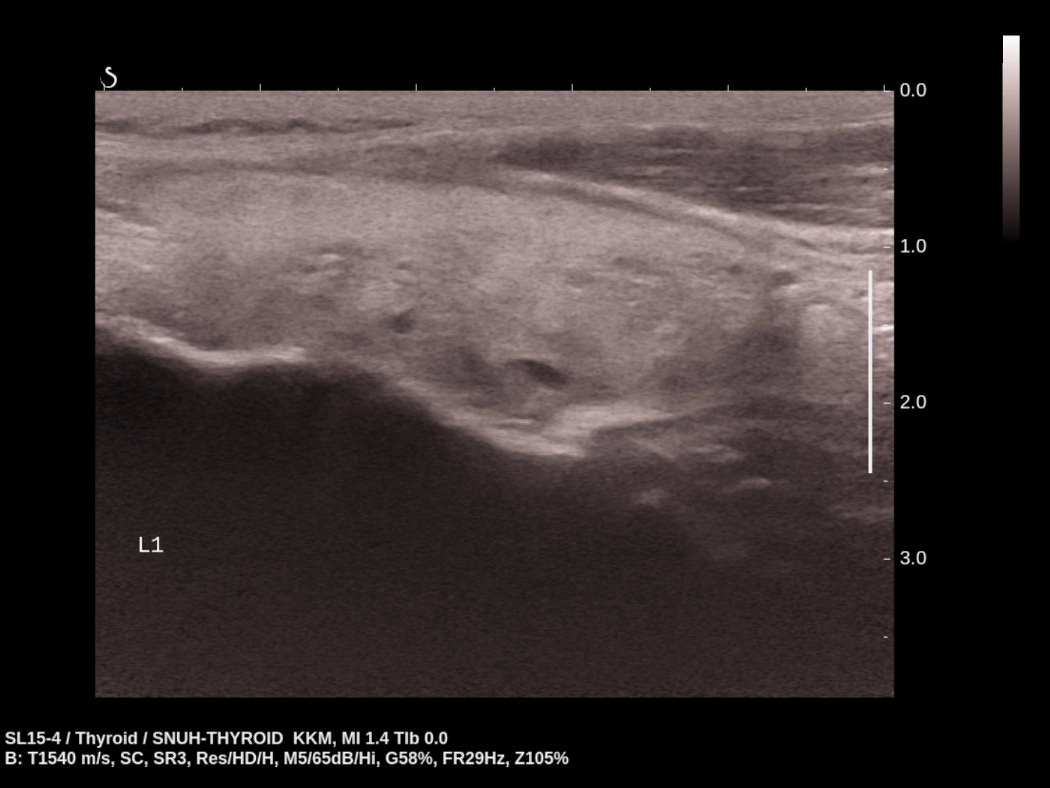 0.0
1.0
2.0
L1
3.0
SL15-4 / Thyroid / SNUH-THYROID KKM, MI 1.4 TIb 0.0
B: T1540 m/s, SC, SR3, Res/HD/H, M5/65dB/Hi, G58%, FR29Hz, Z105%